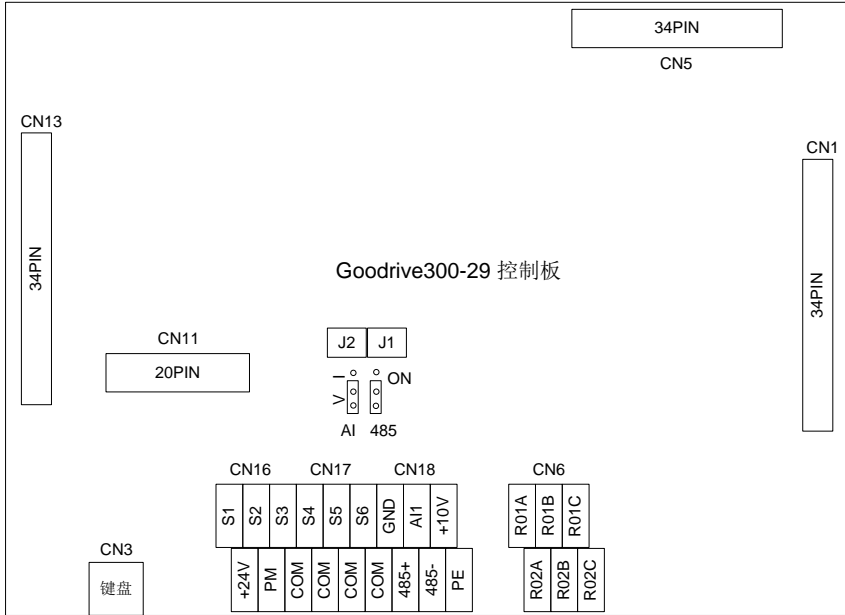 34PIN
CN5
CN13
34PIN
CN1
34PIN
Goodrive300-29 控制板
CN11
20PIN
J2 J1
I ON
V
AI 485
CN16 CN17 CN18 CN6
S1 S2 S3 S4 S5 S6 GND AI1 +10V R01A R01B R01C
+24V PM COM COM COM COM 485+ 485- PE R02A R02B R02C
CN3
键盘